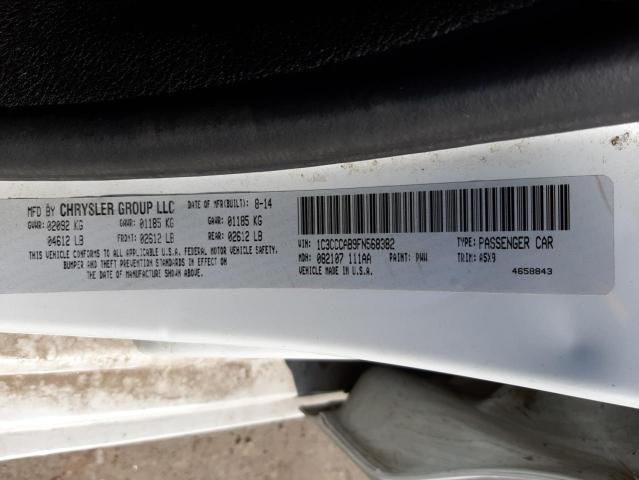 MFD BY CHRYSLER GROUP LLC DATE OF MFR(BUILT): 8-14
GVWR: 02092 KG GAWR: 01185 KG GAWR: 01185 KG
04612 LB FRONT: 02612 LB REAR: 02612 LB
THIS VEHICLE CONFORMS TO ALL APPLICABLE U.S.A. FEDERAL MOTOR VEHICLE SAFETY,
BUMPER AND THEFT PREVENTION STANDARDS IN EFFECT ON
THE DATE OF MANUFACTURE SHOWN ABOVE.
VIN: 1C3CCCAB9FN568382 TYPE: PASSENGER CAR
MDH: 082107 111AA PAINT: PWW TRIM: A5X9
VEHICLE MADE IN U.S.A. 4658843